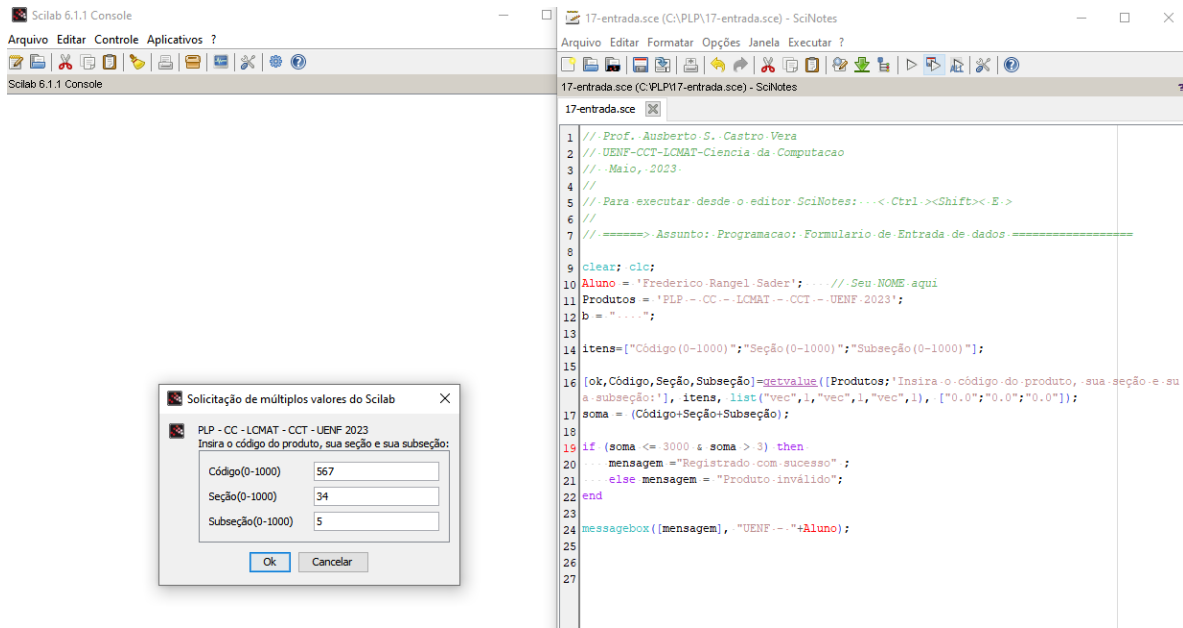 Scilab 6.1.1 Console
Arquivo Editar Controle Aplicativos ?
Scilab 6.1.1 Console
Solicitação de múltiplos valores do Scilab
PLP - CC - LCMAT - CCT - UENF 2023
Insira o código do produto, sua seção e sua subseção:
Código(0-1000) 567
Seção(0-1000) 34
Subseção(0-1000) 5
Ok Cancelar
17-entrada.sce (C:\PLP\17-entrada.sce) - SciNotes
Arquivo Editar Formatar Opções Janela Executar ?
17-entrada.sce (C:\PLP\17-entrada.sce) - SciNotes
17-entrada.sce
1 // Prof. Ausberto S. Castro Vera
2 // UENF-CCT-LCMAT-Ciencia da Computacao
3 // Maio, 2023
4 //
5 // Para executar desde o editor SciNotes: < Ctrl ><Shift>< E >
6 //
7 // ======> Assunto: Programacao: Formulario de Entrada de dados ==================
8
9 clear; clc;
10 Aluno = 'Frederico Rangel Sader'; // Seu NOME aqui
11 Produtos = 'PLP - CC - LCMAT - CCT - UENF 2023';
12 b = "    ";
13
14 itens=["Código(0-1000)";"Seção(0-1000)";"Subseção(0-1000)"];
15
16 [ok,Código,Seção,Subseção]=getvalue([Produtos;'Insira o código do produto, sua seção e su
a subseção:'], itens, list("vec",1,"vec",1,"vec",1), ["0.0";"0.0";"0.0"]);
17 soma = (Código+Seção+Subseção);
18
19 if (soma <= 3000 & soma > 3) then
20 mensagem ="Registrado com sucesso" ;
21 else mensagem = "Produto inválido";
22 end
23
24 messagebox([mensagem], "UENF - "+Aluno);
25
26
27